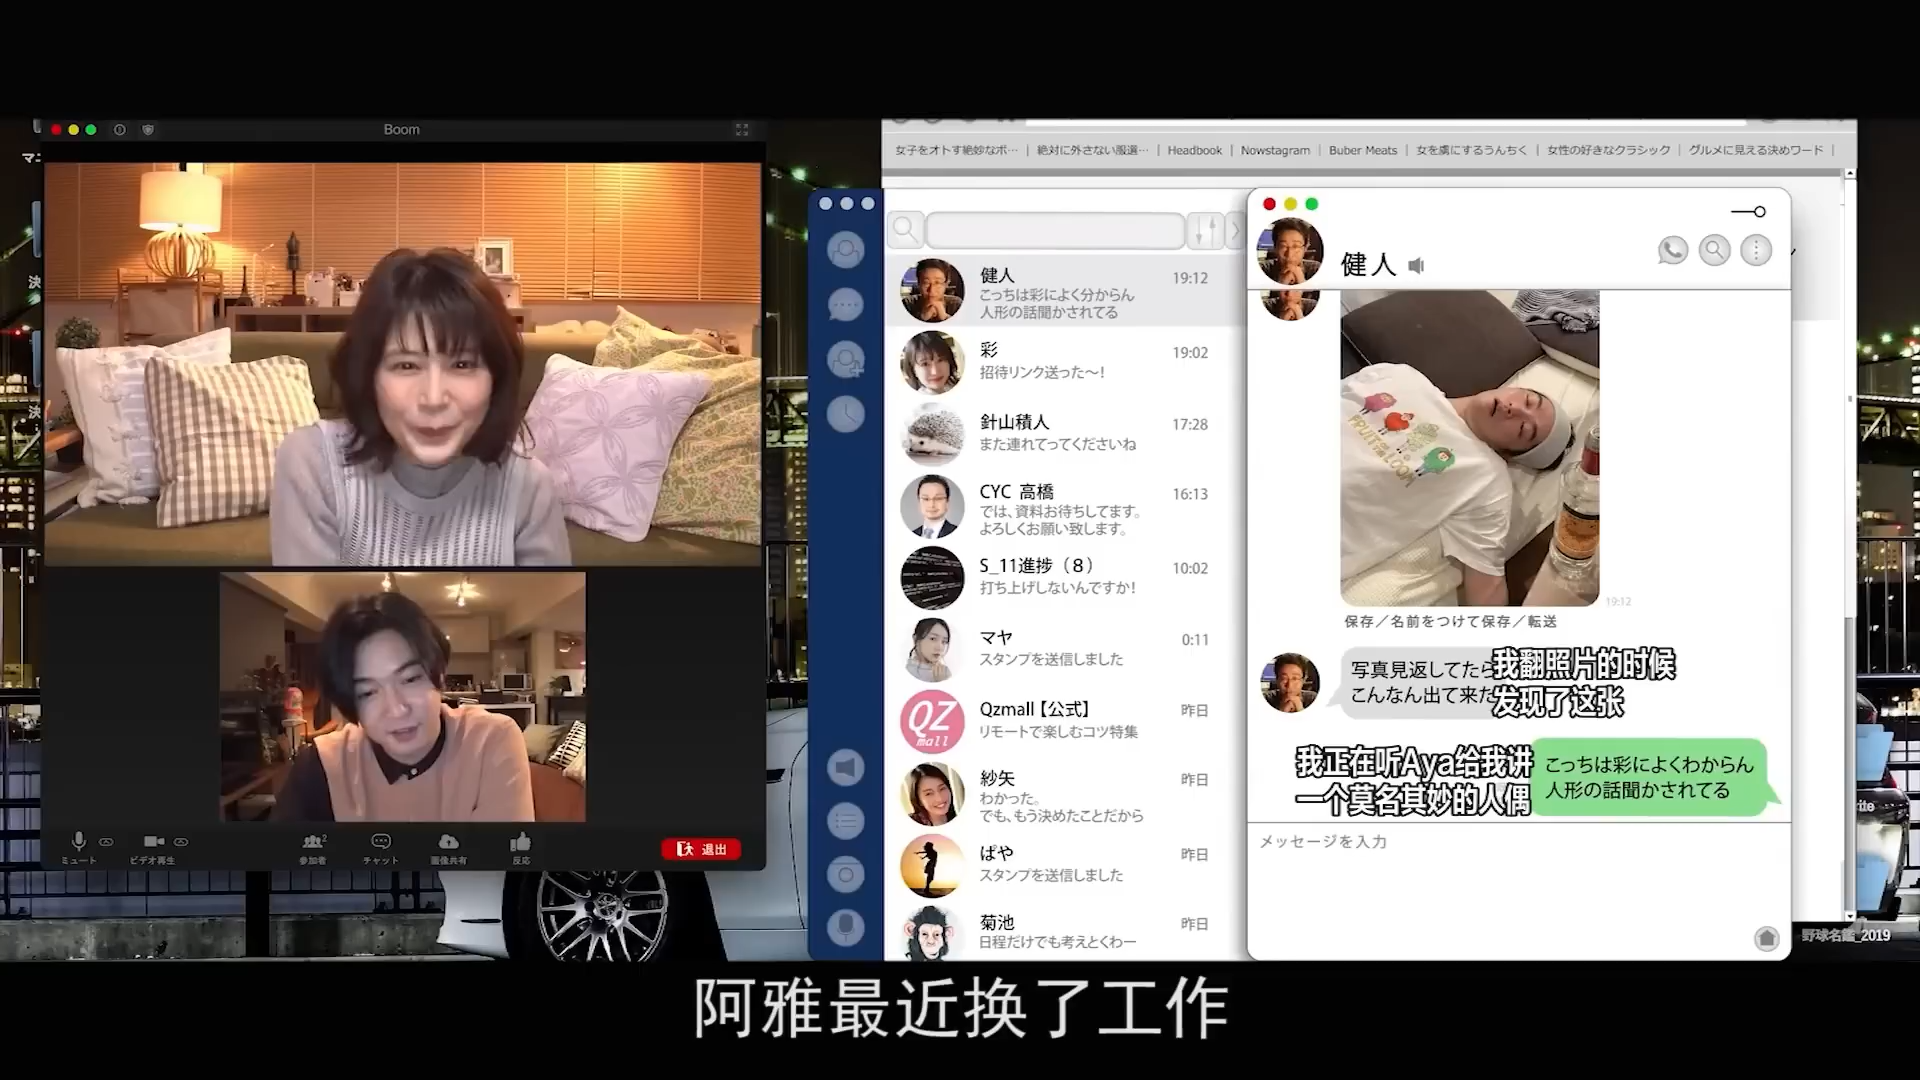 Boom
ミュート
ビデオ再生
参加者
2
チャット
画像共有
反応
退出
女子をオトす絶妙なボ…
絶対に外さない服選…
Headbook
Nowstagram
Buber Meats
女を虜にするうんちく
女性の好きなクラシック
グルメに見える決めワード
健人
19:12
こっちは彩によく分からん
人形の話聞かされてる
彩
19:02
招待リンク送った〜!
針山積人
17:28
また連れてってくださいね
CYC 高橋
16:13
では、資料お待ちしてます。
よろしくお願い致します。
S_11進捗（8）
10:02
打ち上げしないんですか!
マヤ
0:11
スタンプを送信しました
QZ
mall
Qzmall【公式】
昨日
リモートで楽しむコツ特集
紗矢
昨日
わかった。
でも、もう決めたことだから
ぱや
昨日
スタンプを送信しました
菊池
昨日
日程だけでも考えとくわー
健人
19:12
保存／名前をつけて保存／転送
写真見返してたら
こんなん出て来た
我翻照片的时候
发现了这张
我正在听Aya给我讲
一个莫名其妙的人偶
こっちは彩によくわからん
人形の話聞かされてる
メッセージを入力
野球名鑑_2019
阿雅最近换了工作